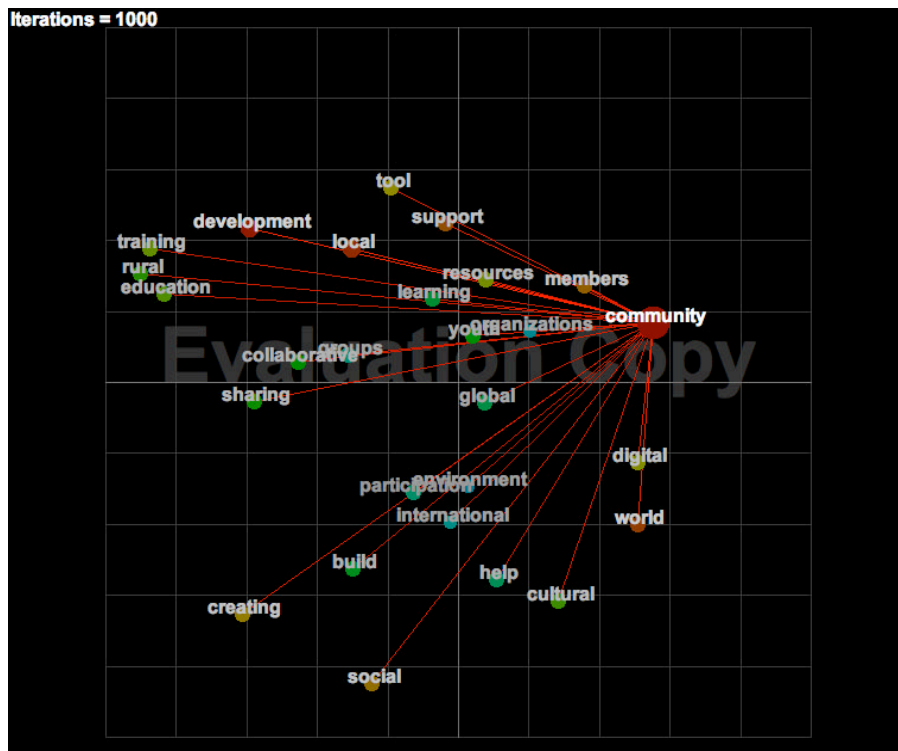 Iterations = 1000
tool
support
development
local
training
rural
education
resources
members
learning
community
youth
organizations
groups
collaborative
Evaluation Copy
sharing
global
digital
environment
participation
international
world
build
help
cultural
creating
social